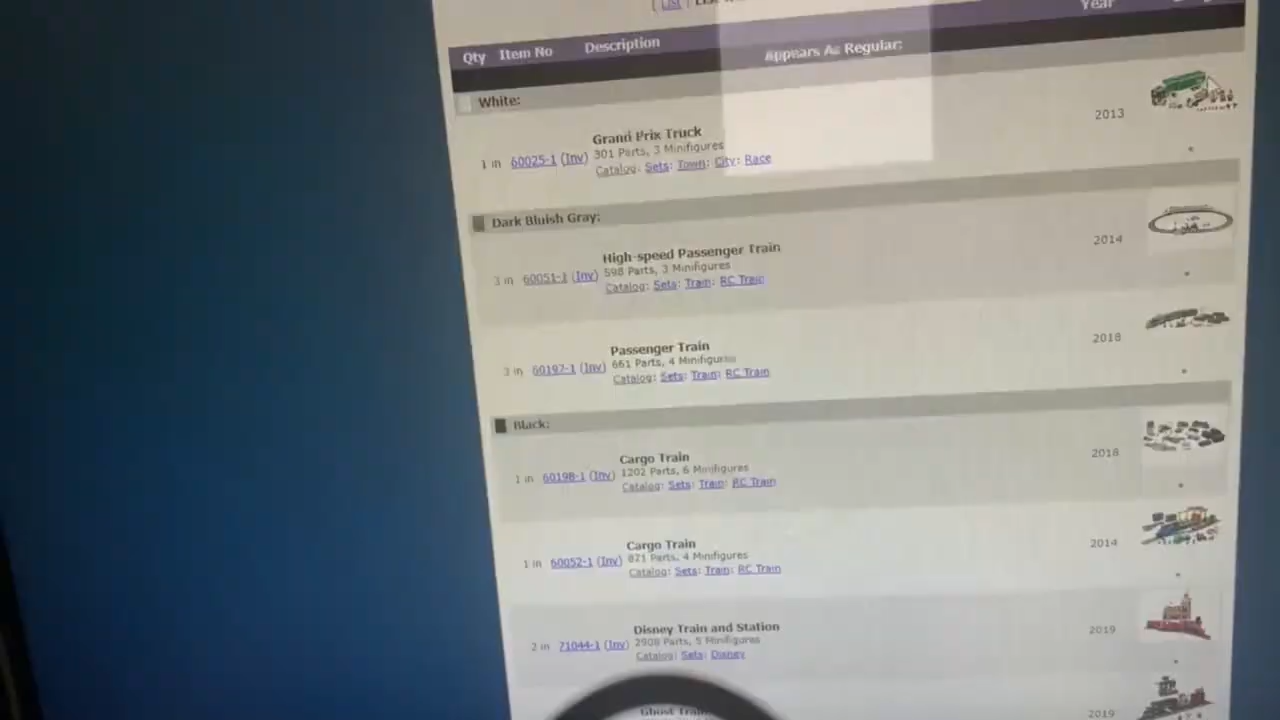 List
Year
Qty Item No Description
Appears As Regular:
White:
Grand Prix Truck
2013
1 in 60025-1 (Inv) 301 Parts, 3 Minifigures
Catalog: Sets: Town: City: Race
Dark Bluish Gray:
High-speed Passenger Train
2014
3 in 60051-1 (Inv) 598 Parts, 3 Minifigures
Catalog: Sets: Train: RC Train
Passenger Train
2018
3 in 60197-1 (Inv) 661 Parts, 4 Minifigures
Catalog: Sets: Train: RC Train
Black:
Cargo Train
2018
1 in 60198-1 (Inv) 1202 Parts, 6 Minifigures
Catalog: Sets: Train: RC Train
Cargo Train
2014
1 in 60052-1 (Inv) 871 Parts, 4 Minifigures
Catalog: Sets: Train: RC Train
Disney Train and Station
2019
2 in 71044-1 (Inv) 2908 Parts, 5 Minifigures
Catalog: Sets: Disney
Ghost Train
2019